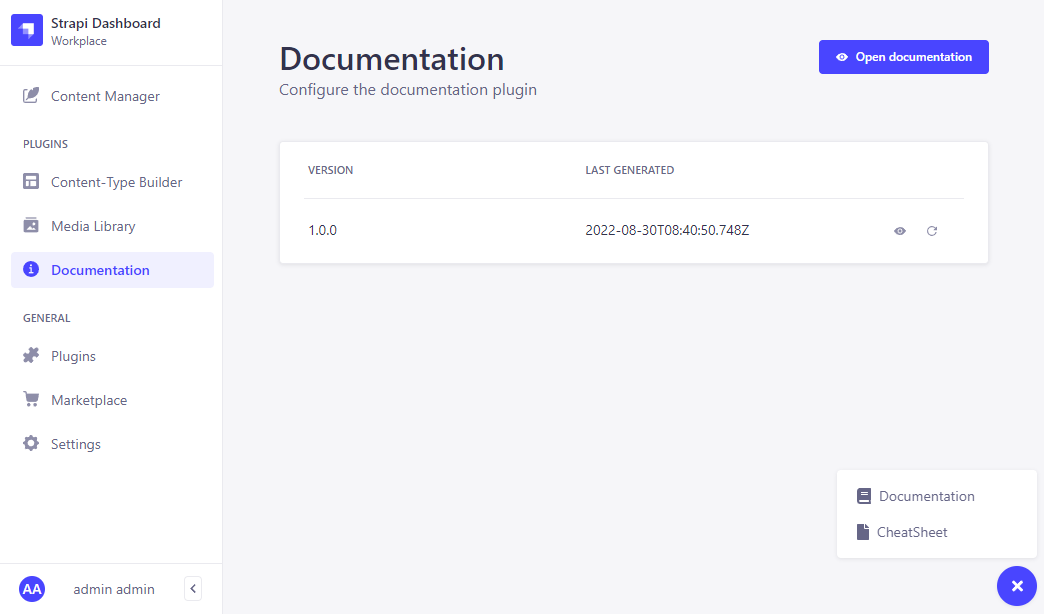 Strapi Dashboard
Workplace
Content Manager
PLUGINS
Content-Type Builder
Media Library
Documentation
GENERAL
Plugins
Marketplace
Settings
AA admin admin
Documentation
Configure the documentation plugin
Open documentation
VERSION LAST GENERATED
1.0.0 2022-08-30T08:40:50.748Z
Documentation
CheatSheet